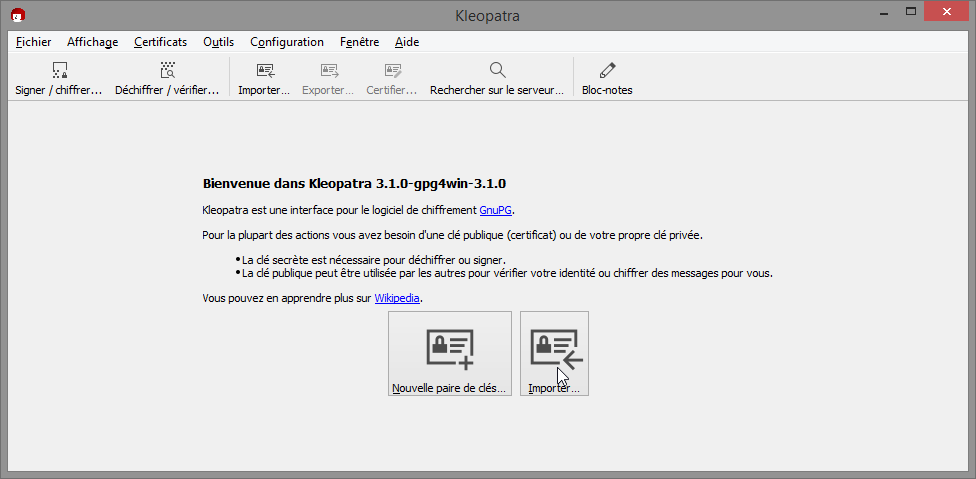 Kleopatra
Fichier Affichage Certificats Outils Configuration Fenêtre Aide
Signer / chiffrer... Déchiffrer / vérifier... Importer... Exporter... Certifier... Rechercher sur le serveur... Bloc-notes
Bienvenue dans Kleopatra 3.1.0-gpg4win-3.1.0
Kleopatra est une interface pour le logiciel de chiffrement GnuPG.
Pour la plupart des actions vous avez besoin d'une clé publique (certificat) ou de votre propre clé privée.
•La clé secrète est nécessaire pour déchiffrer ou signer.
•La clé publique peut être utilisée par les autres pour vérifier votre identité ou chiffrer des messages pour vous.
Vous pouvez en apprendre plus sur Wikipedia.
Nouvelle paire de clés... Importer...